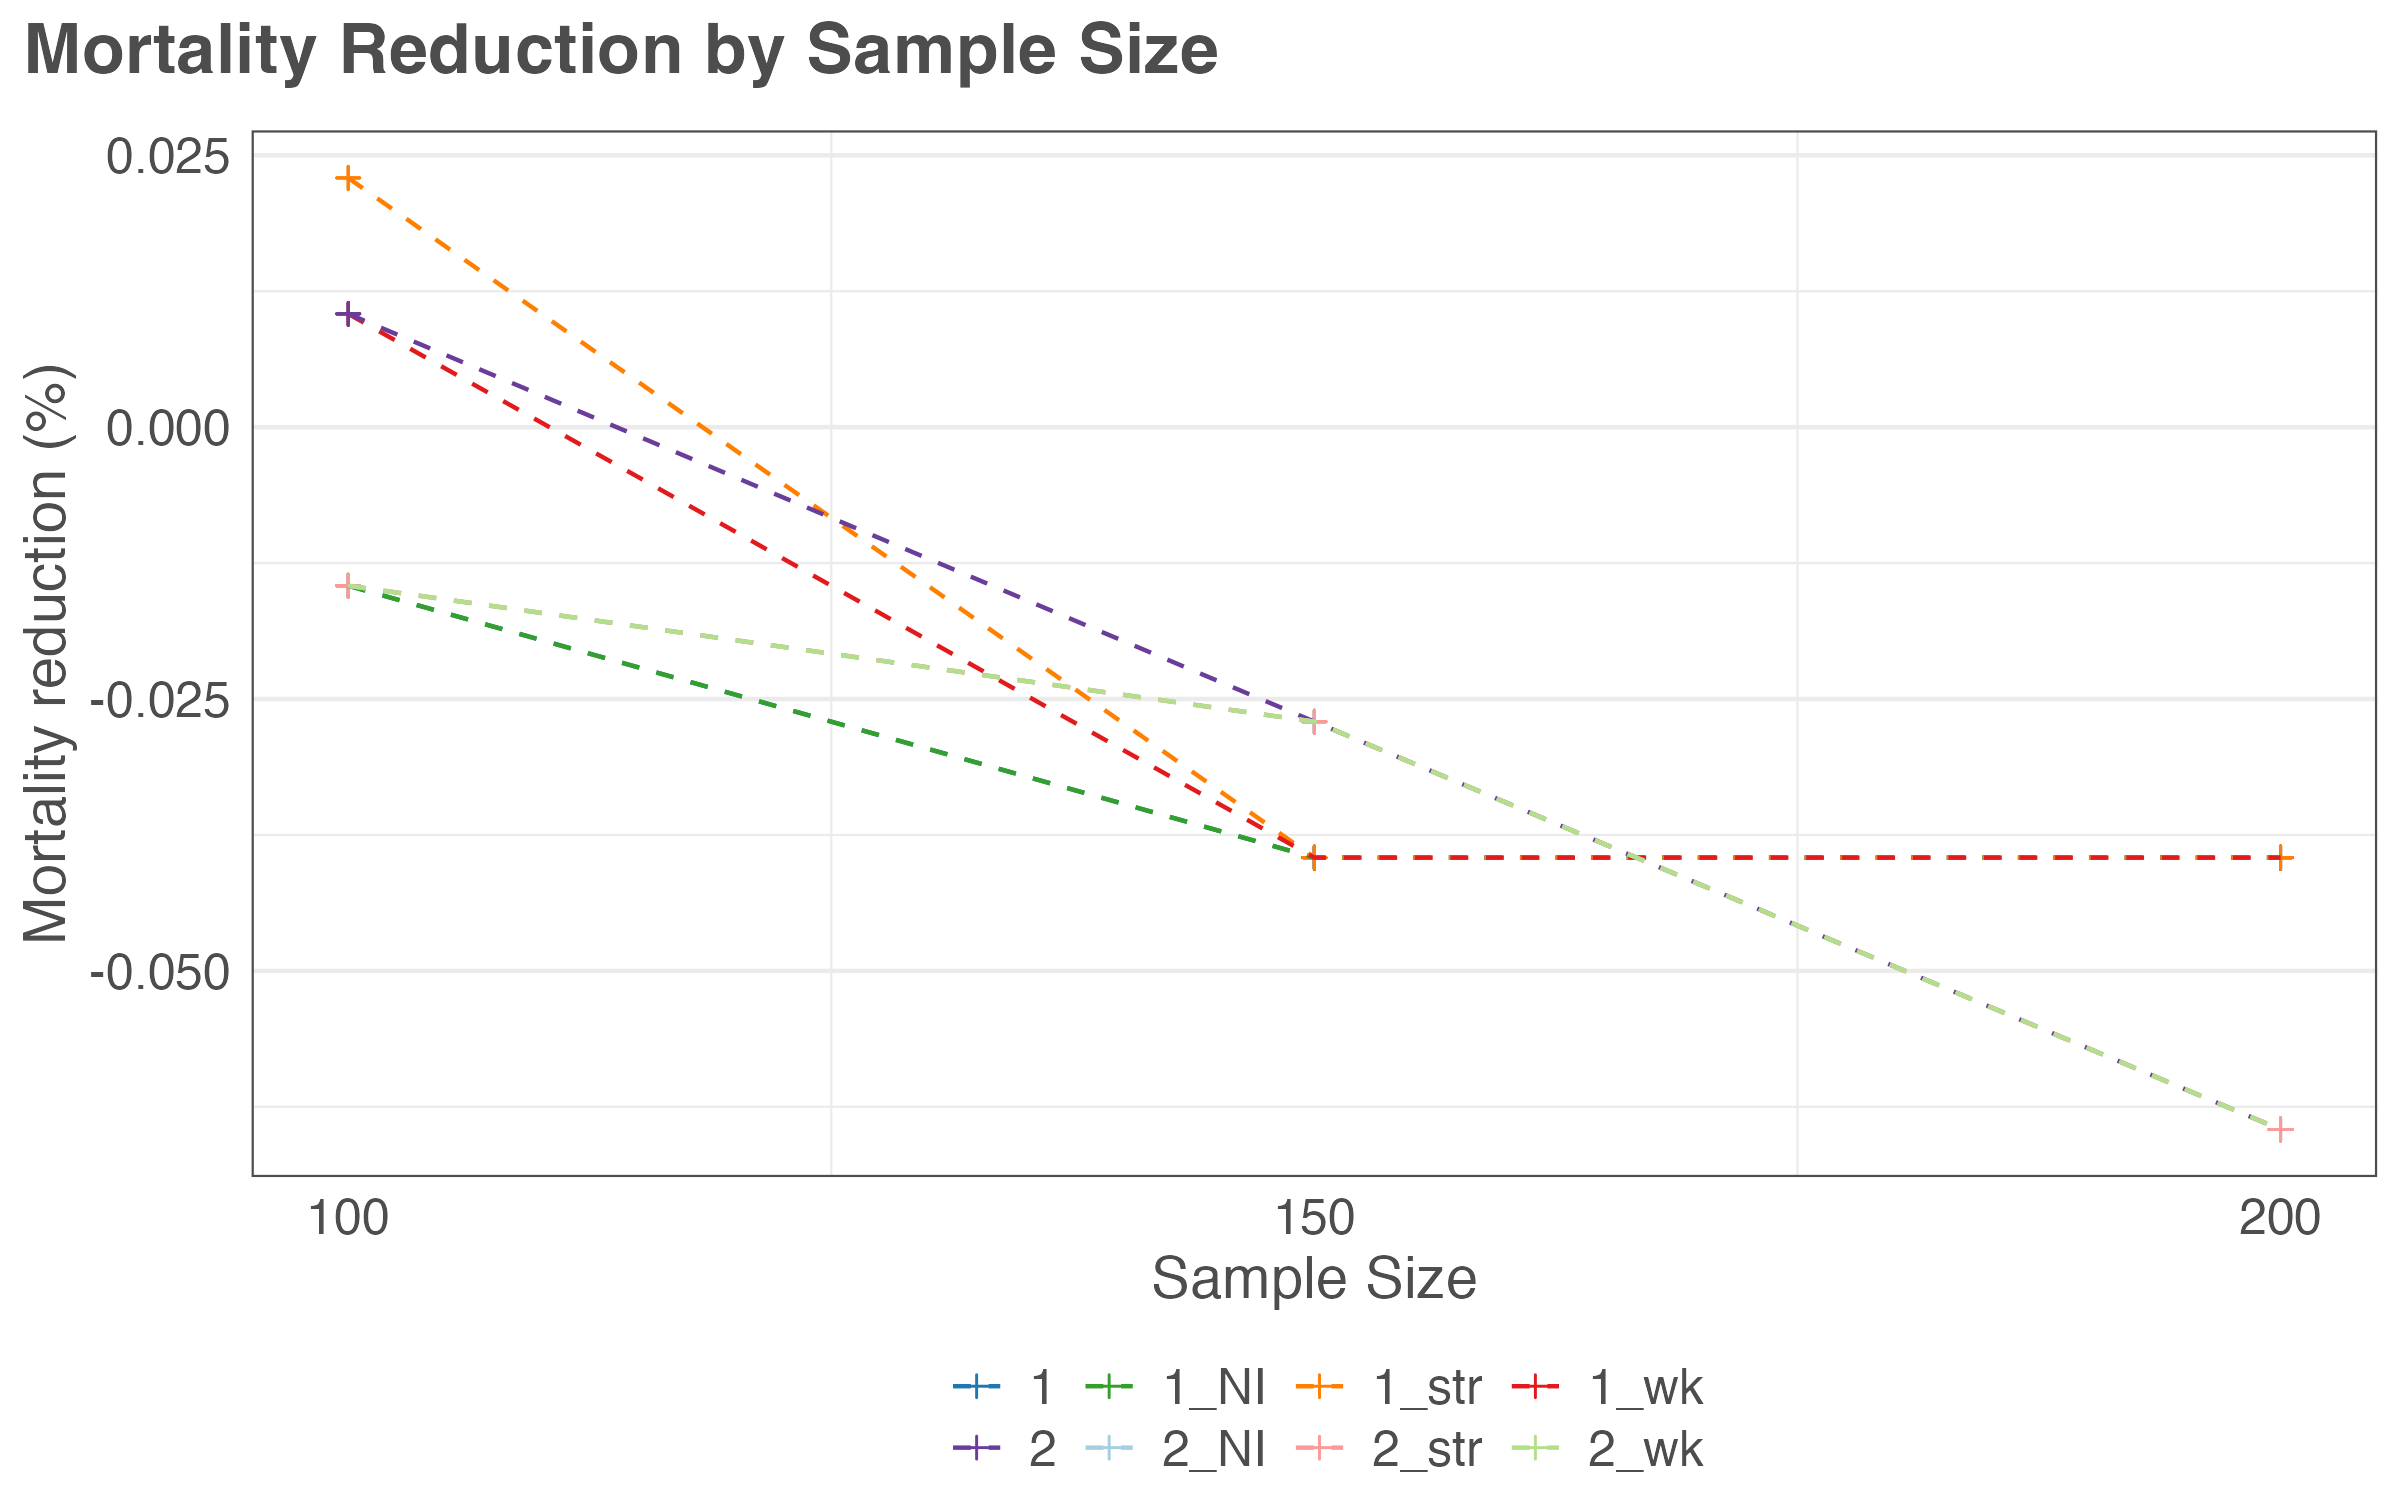 Mortality Reduction by Sample Size
Mortality reduction (%)
0.025
0.000
-0.025
-0.050
100 150 200
Sample Size
1 1_NI 1_str 1_wk
2 2_NI 2_str 2_wk